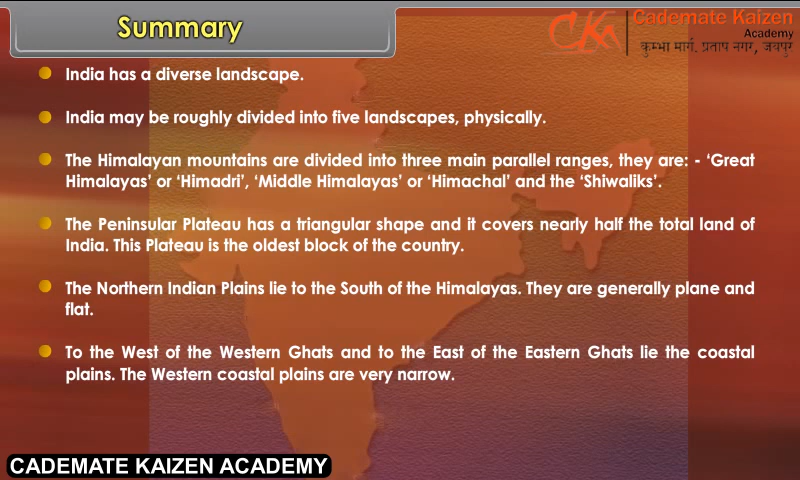 Summary
Cademate Kaizen
Academy
कुम्भा मार्ग, प्रताप नगर, जयपुर
India has a diverse landscape.
India may be roughly divided into five landscapes, physically.
The Himalayan mountains are divided into three main parallel ranges, they are: - ‘Great
Himalayas’ or ‘Himadri’, ‘Middle Himalayas’ or ‘Himachal’ and the ‘Shiwaliks’.
The Peninsular Plateau has a triangular shape and it covers nearly half the total land of
India. This Plateau is the oldest block of the country.
The Northern Indian Plains lie to the South of the Himalayas. They are generally plane and
flat.
To the West of the Western Ghats and to the East of the Eastern Ghats lie the coastal
plains. The Western coastal plains are very narrow.
CADEMATE KAIZEN ACADEMY